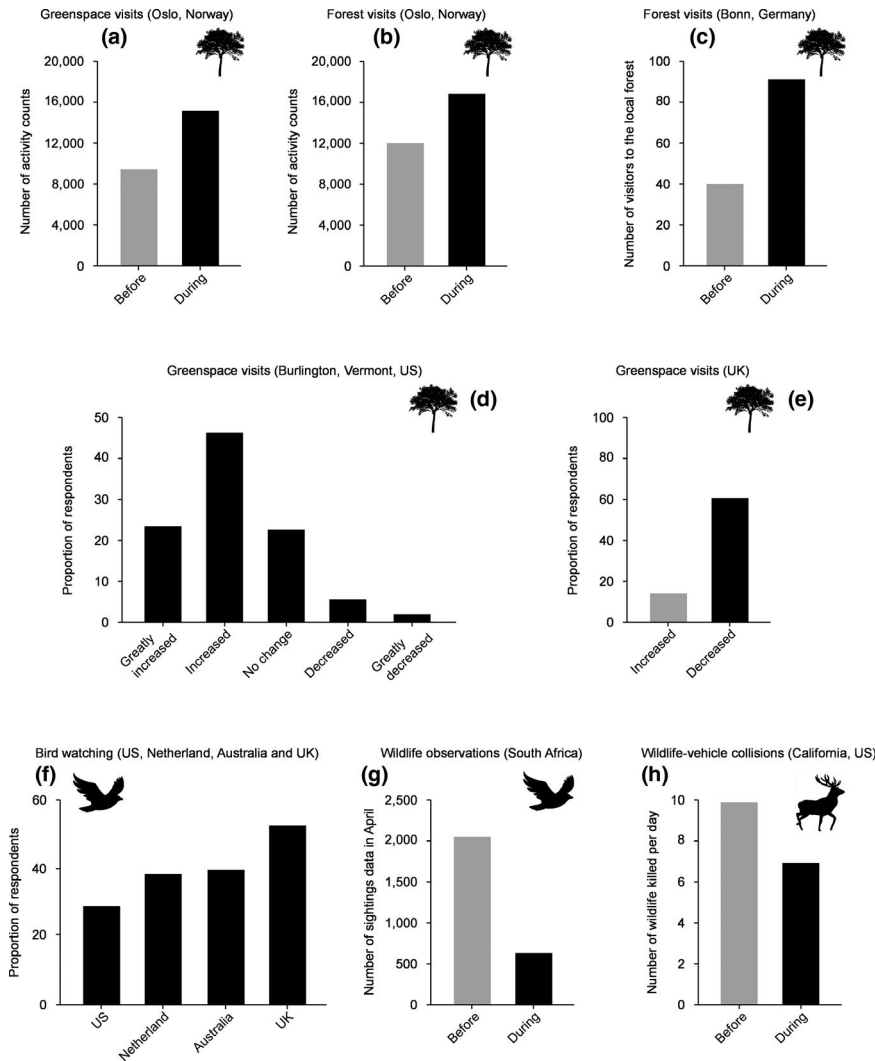 Greenspace visits (Oslo, Norway)
(a)
Number of activity counts
20,000
16,000
12,000
8,000
4,000
0
Before
During
Forest visits (Oslo, Norway)
(b)
Number of activity counts
20,000
16,000
12,000
8,000
4,000
0
Before
During
Forest visits (Bonn, Germany)
(c)
Number of visitors to the local forest
100
80
60
40
20
0
Before
During
Greenspace visits (Burlington, Vermont, US)
(d)
Proportion of respondents
50
40
30
20
10
0
Greatly
increased
Increased
No change
Decreased
Greatly
decreased
Greenspace visits (UK)
(e)
Proportion of respondents
100
80
60
40
20
0
Increased
Decreased
Bird watching (US, Netherland, Australia and UK)
(f)
Proportion of respondents
60
40
20
0
US
Netherland
Australia
UK
Wildlife observations (South Africa)
(g)
Number of sightings data in April
2,500
2,000
1,500
1,000
500
0
Before
During
Wildlife-vehicle collisions (California, US)
(h)
Number of wildlife killed per day
10
8
6
4
2
0
Before
During